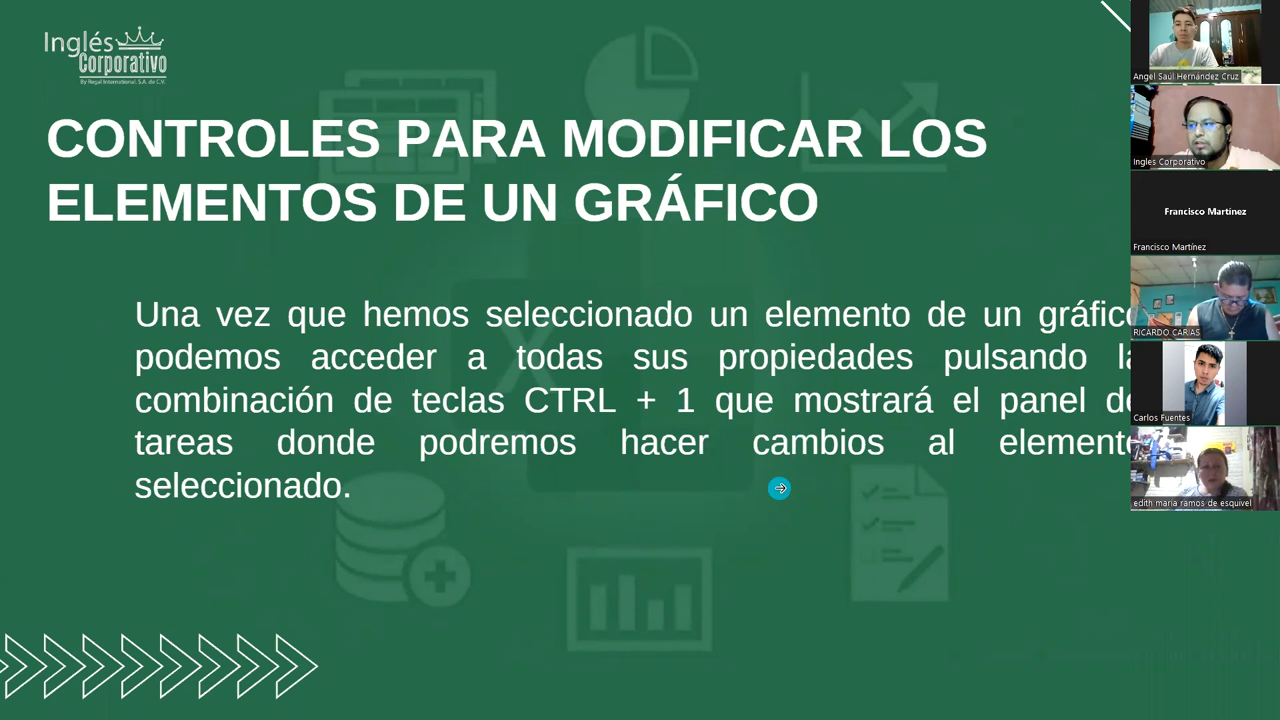 Inglés
Corporativo
By Regal International, S.A. de C.V.
CONTROLES PARA MODIFICAR LOS
ELEMENTOS DE UN GRÁFICO
Una vez que hemos seleccionado un elemento de un gráfico
podemos acceder a todas sus propiedades pulsando la
combinación de teclas CTRL + 1 que mostrará el panel de
tareas donde podremos hacer cambios al elemento
seleccionado.
Angel Saúl Hernández Cruz
Ingles Corporativo
Francisco Martínez
Francisco Martínez
RICARDO CARIAS
Carlos Fuentes
edith maria ramos de esquivel